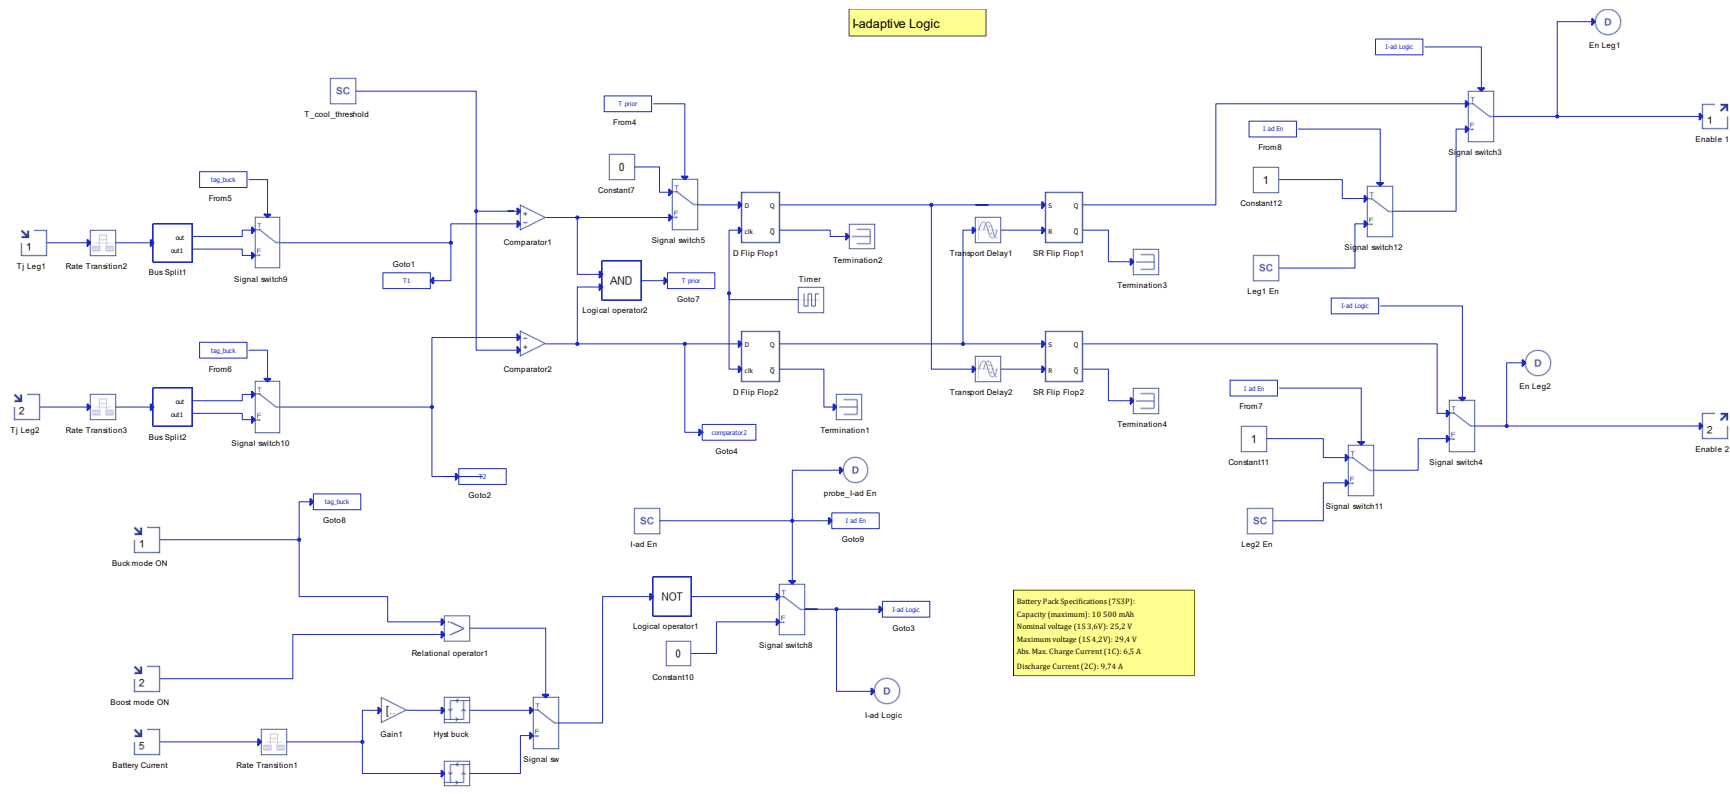 I-adaptive Logic
D
En Leg1
I-ad Logic
SC
T_cool_threshold
T prior
From4
T
F
Signal switch3
1
Enable 1
I ad En
From8
0
Constant7
T
F
Signal switch5
1
Constant12
T
F
Signal switch12
tag_buck
From5
1
Tj Leg1
Rate Transition2
out
out1
Bus Split1
T
F
Signal switch9
Goto1
T1
+
−
Comparator1
D
clk
Q
Q̄
D Flip Flop1
Termination2
Transport Delay1
S
R
Q
Q̄
SR Flip Flop1
Termination3
SC
Leg1 En
AND
Logical operator2
T prior
Goto7
Timer
I-ad Logic
tag_buck
From6
2
Tj Leg2
Rate Transition3
out
out1
Bus Split2
T
F
Signal switch10
−
+
Comparator2
D
clk
Q
Q̄
D Flip Flop2
Termination1
Transport Delay2
S
R
Q
Q̄
SR Flip Flop2
Termination4
D
En Leg2
I ad En
From7
1
Constant11
T
F
Signal switch11
T
F
Signal switch4
2
Enable 2
comparator2
Goto4
T2
Goto2
SC
Leg2 En
D
probe_I-ad En
tag_buck
Goto8
1
Buck mode ON
SC
I-ad En
I ad En
Goto9
NOT
Logical operator1
T
F
Signal switch8
I-ad Logic
Goto3
0
Constant10
D
I-ad Logic
>
Relational operator1
2
Boost mode ON
[..
Gain1
Hyst buck
T
F
Signal sw
5
Battery Current
Rate Transition1
Battery Pack Specifications (7S3P):
Capacity (maximum): 10 500 mAh
Nominal voltage (1S 3,6V): 25,2 V
Maximum voltage (1S 4,2V): 29,4 V
Abs. Max. Charge Current (1C): 6,5 A
Discharge Current (2C): 9,74 A